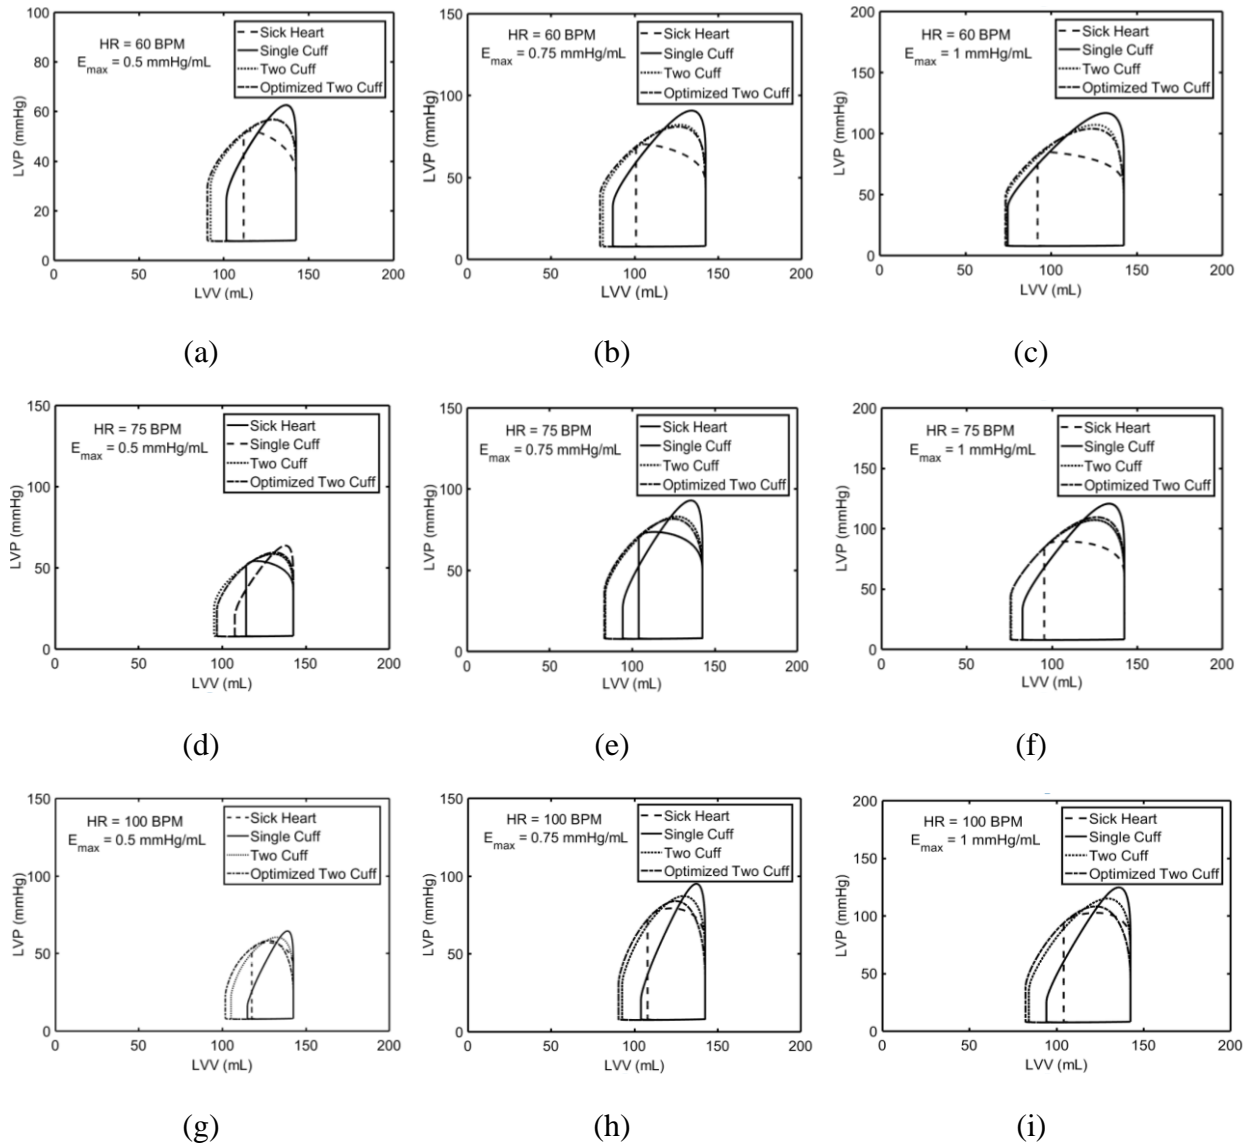 100
80
60
40
20
0
LVP (mmHg)
HR = 60 BPM
E_max = 0.5 mmHg/mL
Sick Heart
Single Cuff
Two Cuff
Optimized Two Cuff
0 50 100 150 200
LVV (mL)
(a)
150
100
50
0
LVP (mmHg)
HR = 60 BPM
E_max = 0.75 mmHg/mL
Sick Heart
Single Cuff
Two Cuff
Optimized Two Cuff
0 50 100 150 200
LVV (mL)
(b)
200
150
100
50
0
LVP (mmHg)
HR = 60 BPM
E_max = 1 mmHg/mL
Sick Heart
Single Cuff
Two Cuff
Optimized Two Cuff
0 50 100 150 200
LVV (mL)
(c)
150
100
50
0
LVP (mmHg)
HR = 75 BPM
E_max = 0.5 mmHg/mL
Sick Heart
Single Cuff
Two Cuff
Optimized Two Cuff
0 50 100 150 200
LVV (mL)
(d)
150
100
50
0
LVP (mmHg)
HR = 75 BPM
E_max = 0.75 mmHg/mL
Sick Heart
Single Cuff
Two Cuff
Optimized Two Cuff
0 50 100 150 200
LVV (mL)
(e)
200
150
100
50
0
LVP (mmHg)
HR = 75 BPM
E_max = 1 mmHg/mL
Sick Heart
Single Cuff
Two Cuff
Optimized Two Cuff
0 50 100 150 200
LVV (mL)
(f)
150
100
50
0
LVP (mmHg)
HR = 100 BPM
E_max = 0.5 mmHg/mL
Sick Heart
Single Cuff
Two Cuff
Optimized Two Cuff
0 50 100 150 200
LVV (mL)
(g)
150
100
50
0
LVP (mmHg)
HR = 100 BPM
E_max = 0.75 mmHg/mL
Sick Heart
Single Cuff
Two Cuff
Optimized Two Cuff
0 50 100 150 200
LVV (mL)
(h)
200
150
100
50
0
LVP (mmHg)
HR = 100 BPM
E_max = 1 mmHg/mL
Sick Heart
Single Cuff
Two Cuff
Optimized Two Cuff
0 50 100 150 200
LVV (mL)
(i)